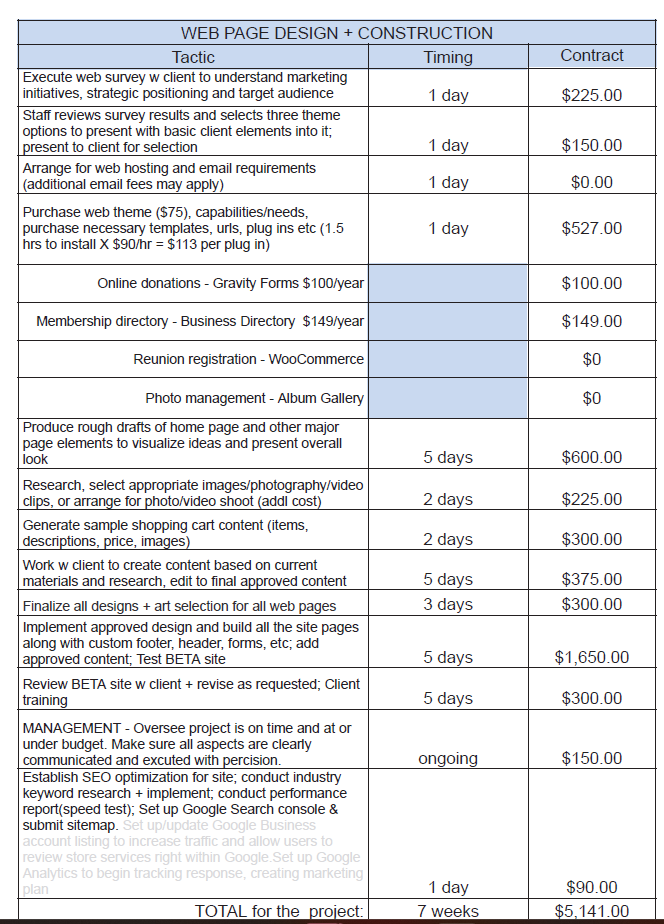 WEB PAGE DESIGN + CONSTRUCTION
Tactic Timing Contract
Execute web survey w client to understand marketing
initiatives, strategic positioning and target audience 1 day $225.00
Staff reviews survey results and selects three theme
options to present with basic client elements into it;
present to client for selection 1 day $150.00
Arrange for web hosting and email requirements
(additional email fees may apply) 1 day $0.00
Purchase web theme ($75), capabilities/needs,
purchase necessary templates, urls, plug ins etc (1.5 1 day $527.00
hrs to install X $90/hr = $113 per plug in)
Online donations - Gravity Forms $100/year $100.00
Membership directory - Business Directory $149/year $149.00
Reunion registration - WooCommerce $0
Photo management - Album Gallery $0
Produce rough drafts of home page and other major
page elements to visualize ideas and present overall
look 5 days $600.00
Research, select appropriate images/photography/video
clips, or arrange for photo/video shoot (addl cost) 2 days $225.00
Generate sample shopping cart content (items,
descriptions, price, images) 2 days $300.00
Work w client to create content based on current
materials and research, edit to final approved content 5 days $375.00
Finalize all designs + art selection for all web pages 3 days $300.00
Implement approved design and build all the site pages
along with custom footer, header, forms, etc; add
approved content; Test BETA site 5 days $1,650.00
Review BETA site w client + revise as requested; Client
training 5 days $300.00
MANAGEMENT - Oversee project is on time and at or
under budget. Make sure all aspects are clearly
communicated and excuted with percision. ongoing $150.00
Establish SEO optimization for site; conduct industry
keyword research + implement; conduct performance
report(speed test); Set up Google Search console &
submit sitemap. Set up/update Google Business
account listing to increase traffic and allow users to
review store services right within Google.Set up Google
Analytics to begin tracking response, creating marketing
plan 1 day $90.00
TOTAL for the project: 7 weeks $5,141.00